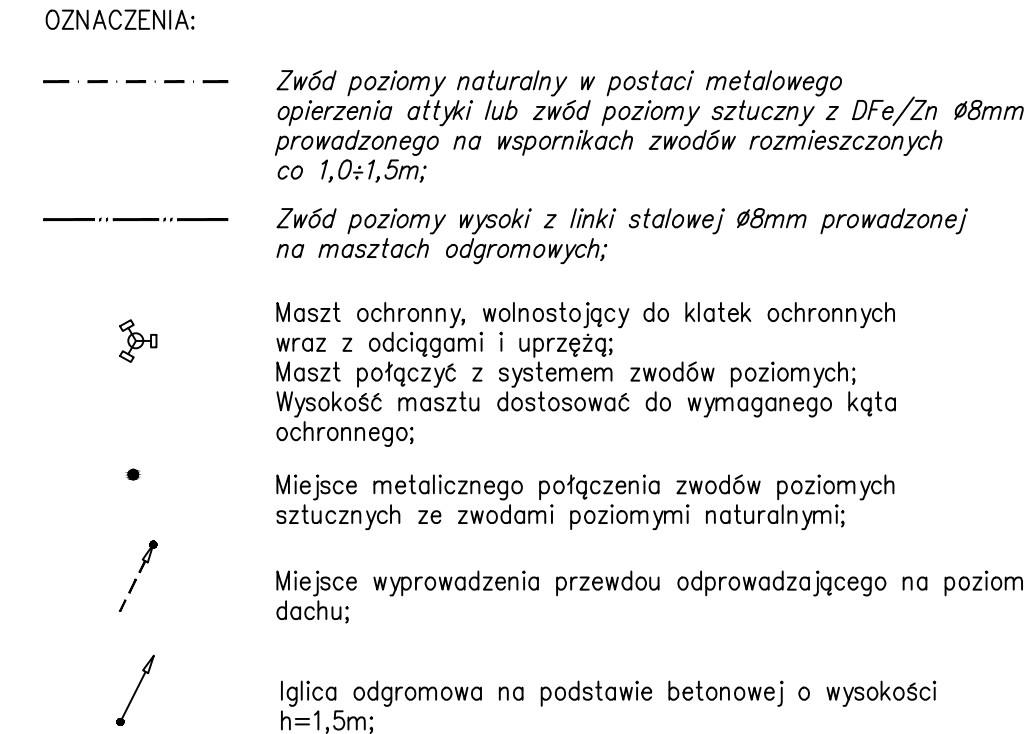 OZNACZENIA:
Zwód poziomy naturalny w postaci metalowego
opierzenia attyki lub zwód poziomy sztuczny z DFe/Zn Ø8mm
prowadzonego na wspornikach zwodów rozmieszczonych
co 1,0÷1,5m;
Zwód poziomy wysoki z linki stalowej Ø8mm prowadzonej
na masztach odgromowych;
Maszt ochronny, wolnostojący do klatek ochronnych
wraz z odciągami i uprzężą;
Maszt połączyć z systemem zwodów poziomych;
Wysokość masztu dostosować do wymaganego kąta
ochronnego;
Miejsce metalicznego połączenia zwodów poziomych
sztucznych ze zwodami poziomymi naturalnymi;
Miejsce wyprowadzenia przewdou odprowadzającego na poziom
dachu;
Iglica odgromowa na podstawie betonowej o wysokości
h=1,5m;